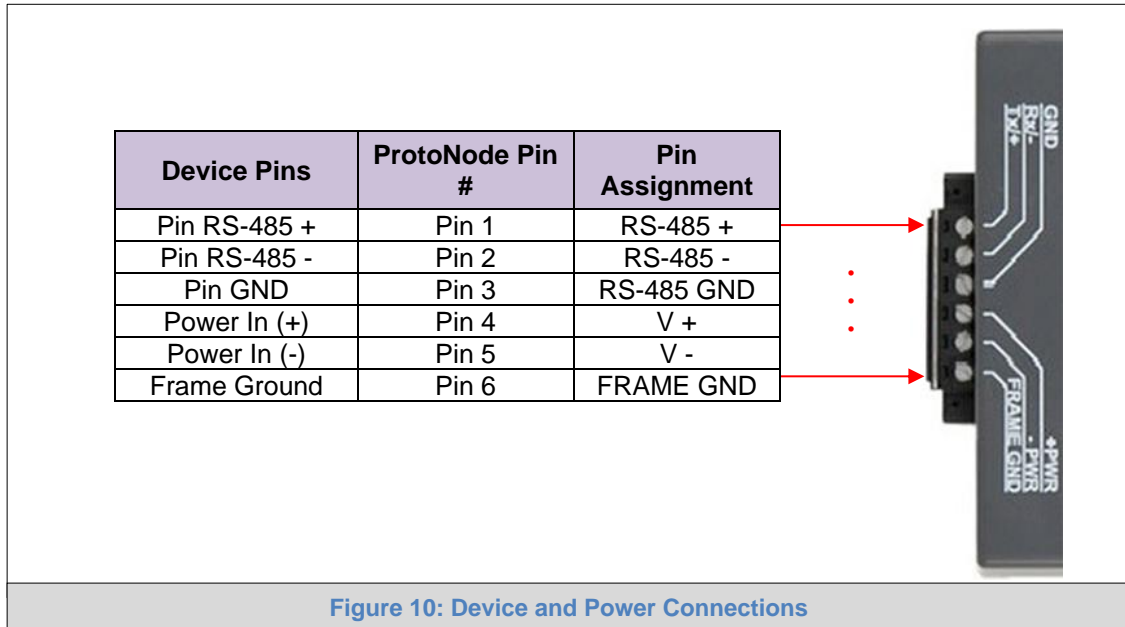 Device Pins ProtoNode Pin # Pin Assignment
Pin RS-485 + Pin 1 RS-485 +
Pin RS-485 - Pin 2 RS-485 -
Pin GND Pin 3 RS-485 GND
Power In (+) Pin 4 V +
Power In (-) Pin 5 V -
Frame Ground Pin 6 FRAME GND
Tx/+
Rx/-
GND
FRAME GND
- PWR
+PWR
Figure 10: Device and Power Connections